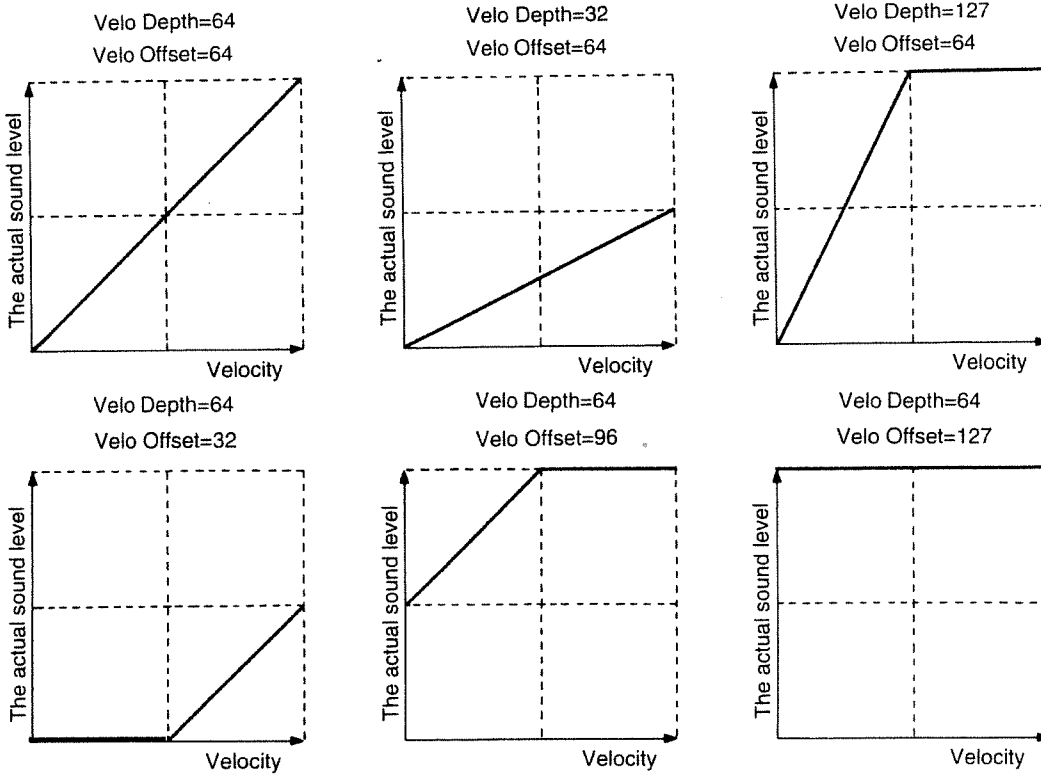 Velo Depth=64
Velo Offset=64
The actual sound level
Velocity
Velo Depth=32
Velo Offset=64
The actual sound level
Velocity
Velo Depth=127
Velo Offset=64
The actual sound level
Velocity
Velo Depth=64
Velo Offset=32
The actual sound level
Velocity
Velo Depth=64
Velo Offset=96
The actual sound level
Velocity
Velo Depth=64
Velo Offset=127
The actual sound level
Velocity